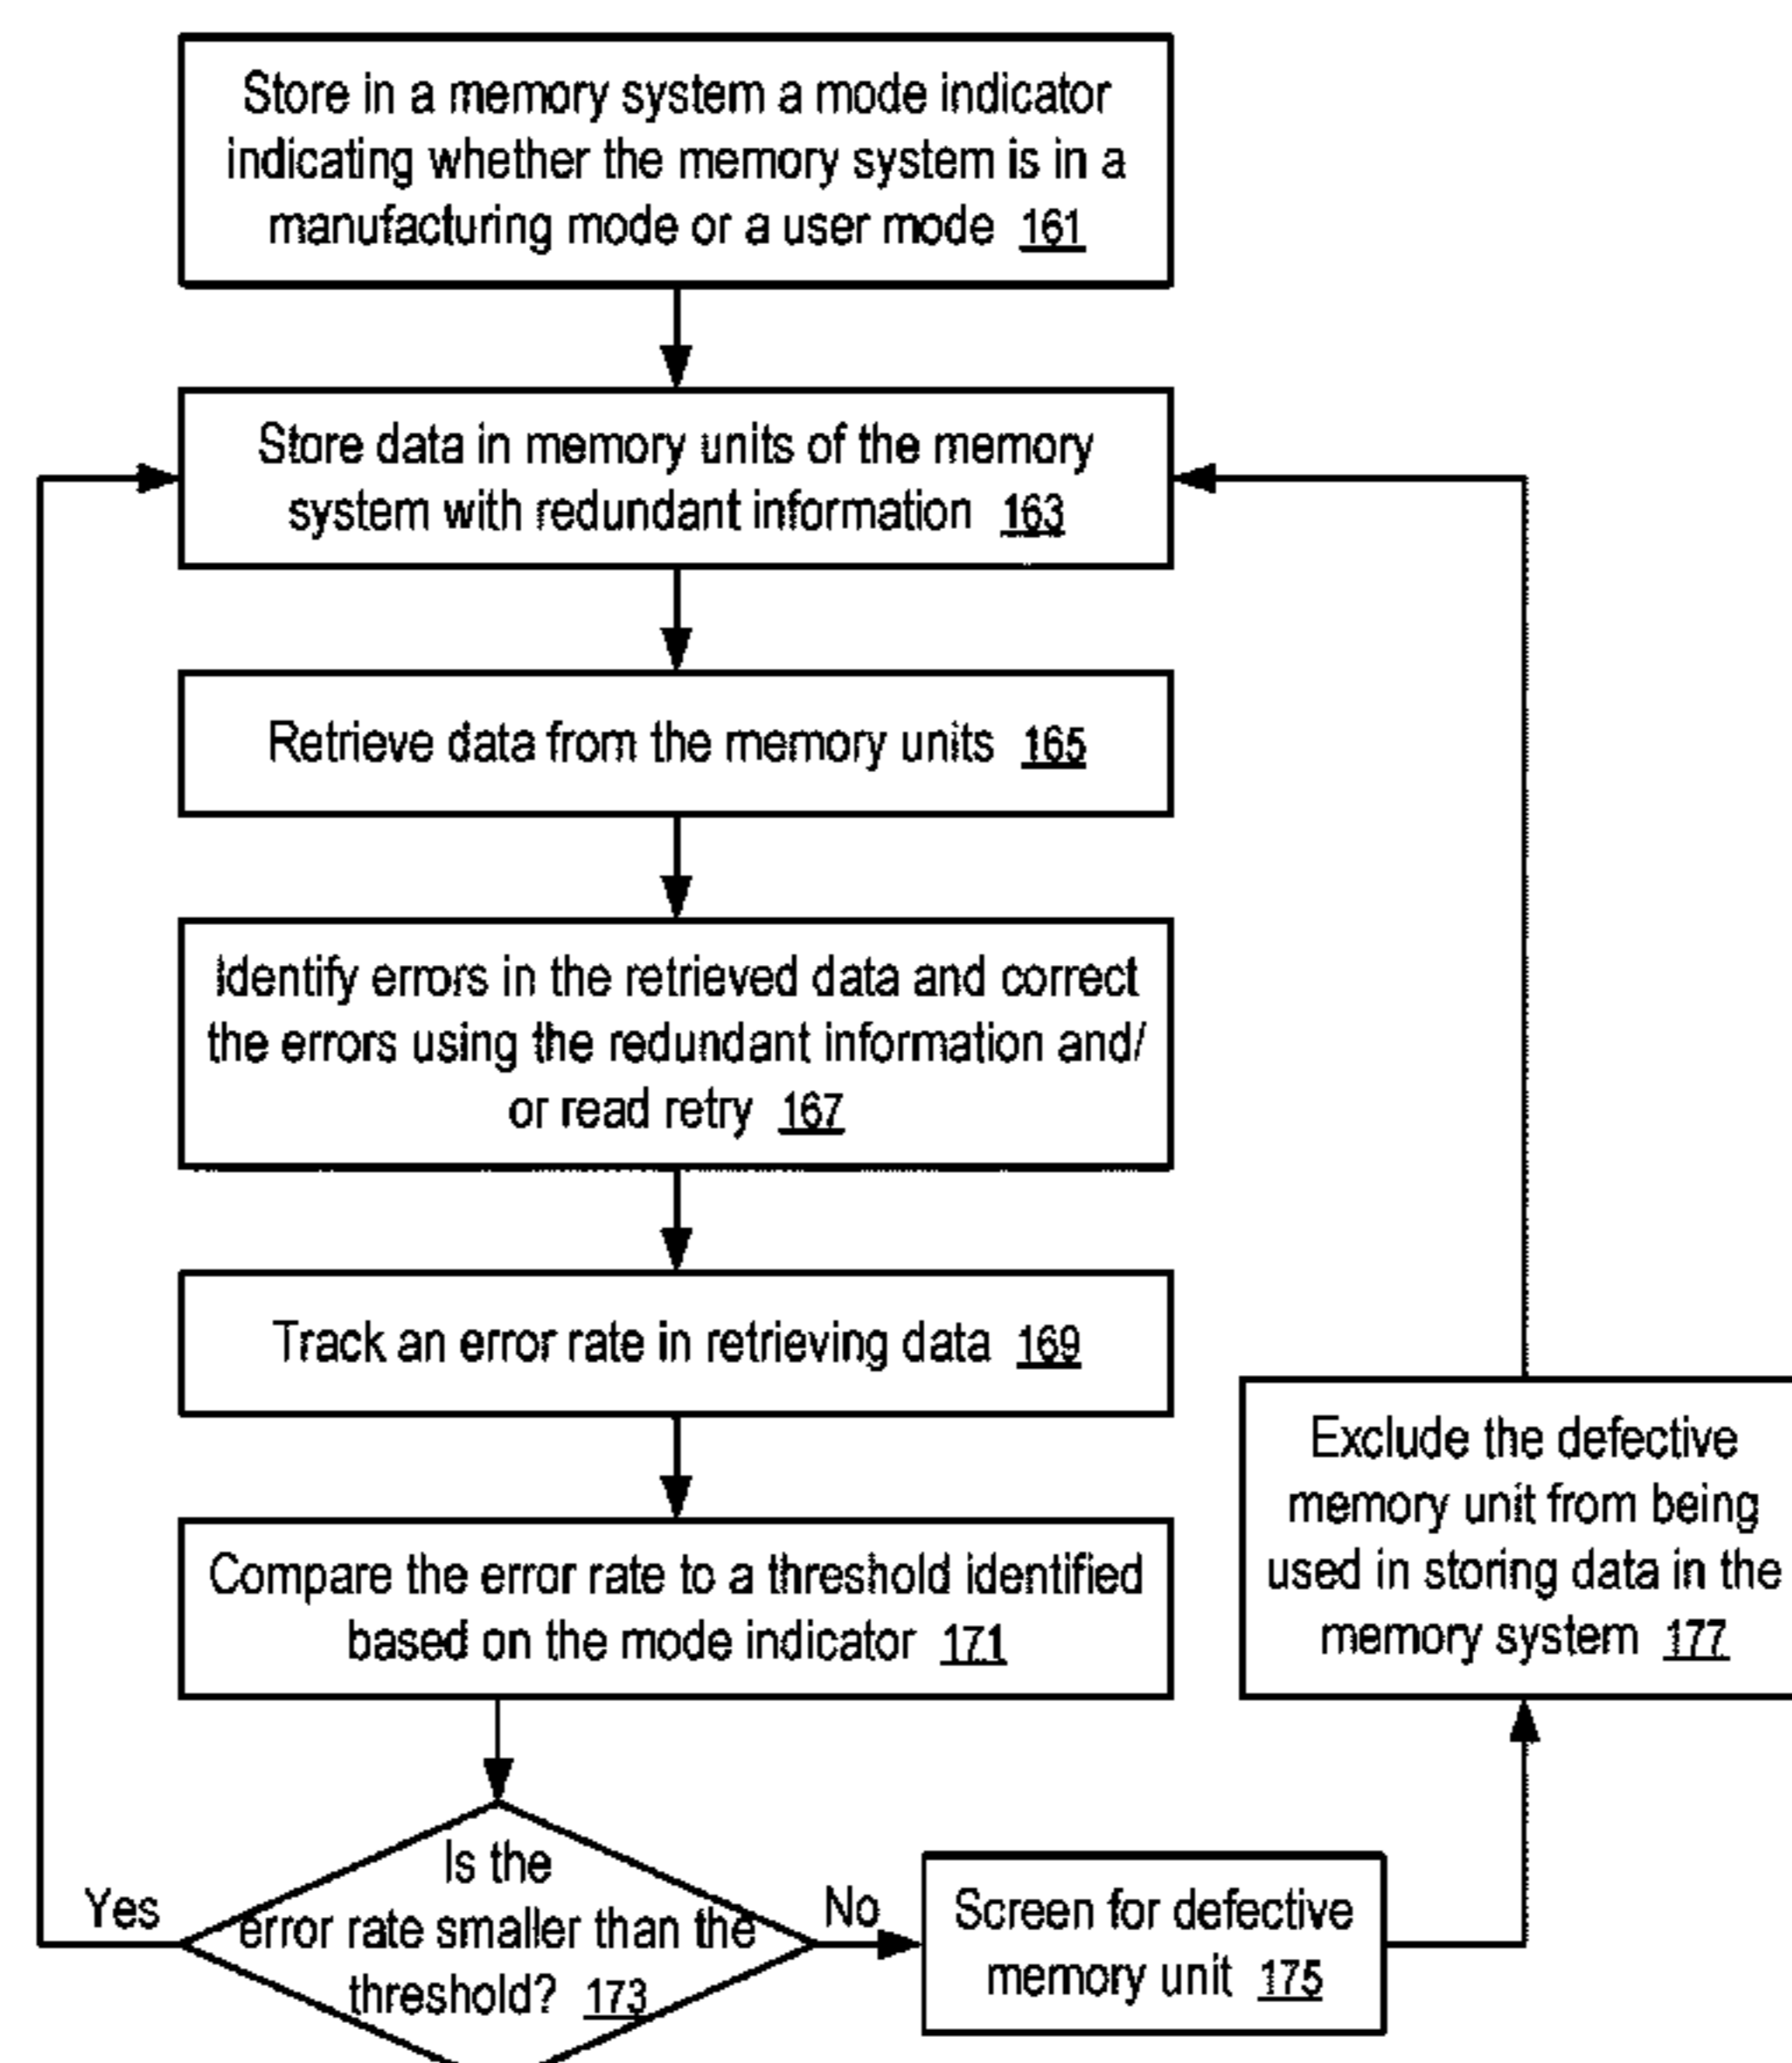 Store in a memory system a mode indicator
indicating whether the memory system is in a
manufacturing mode or a user mode 161
Store data in memory units of the memory
system with redundant information 163
Retrieve data from the memory units 165
Identify errors in the retrieved data and correct
the errors using the redundant information and/
or read retry 167
Track an error rate in retrieving data 169
Compare the error rate to a threshold identified
based on the mode indicator 171
Is the
error rate smaller than the
threshold? 173
Yes
No
Screen for defective
memory unit 175
Exclude the defective
memory unit from being
used in storing data in the
memory system 177